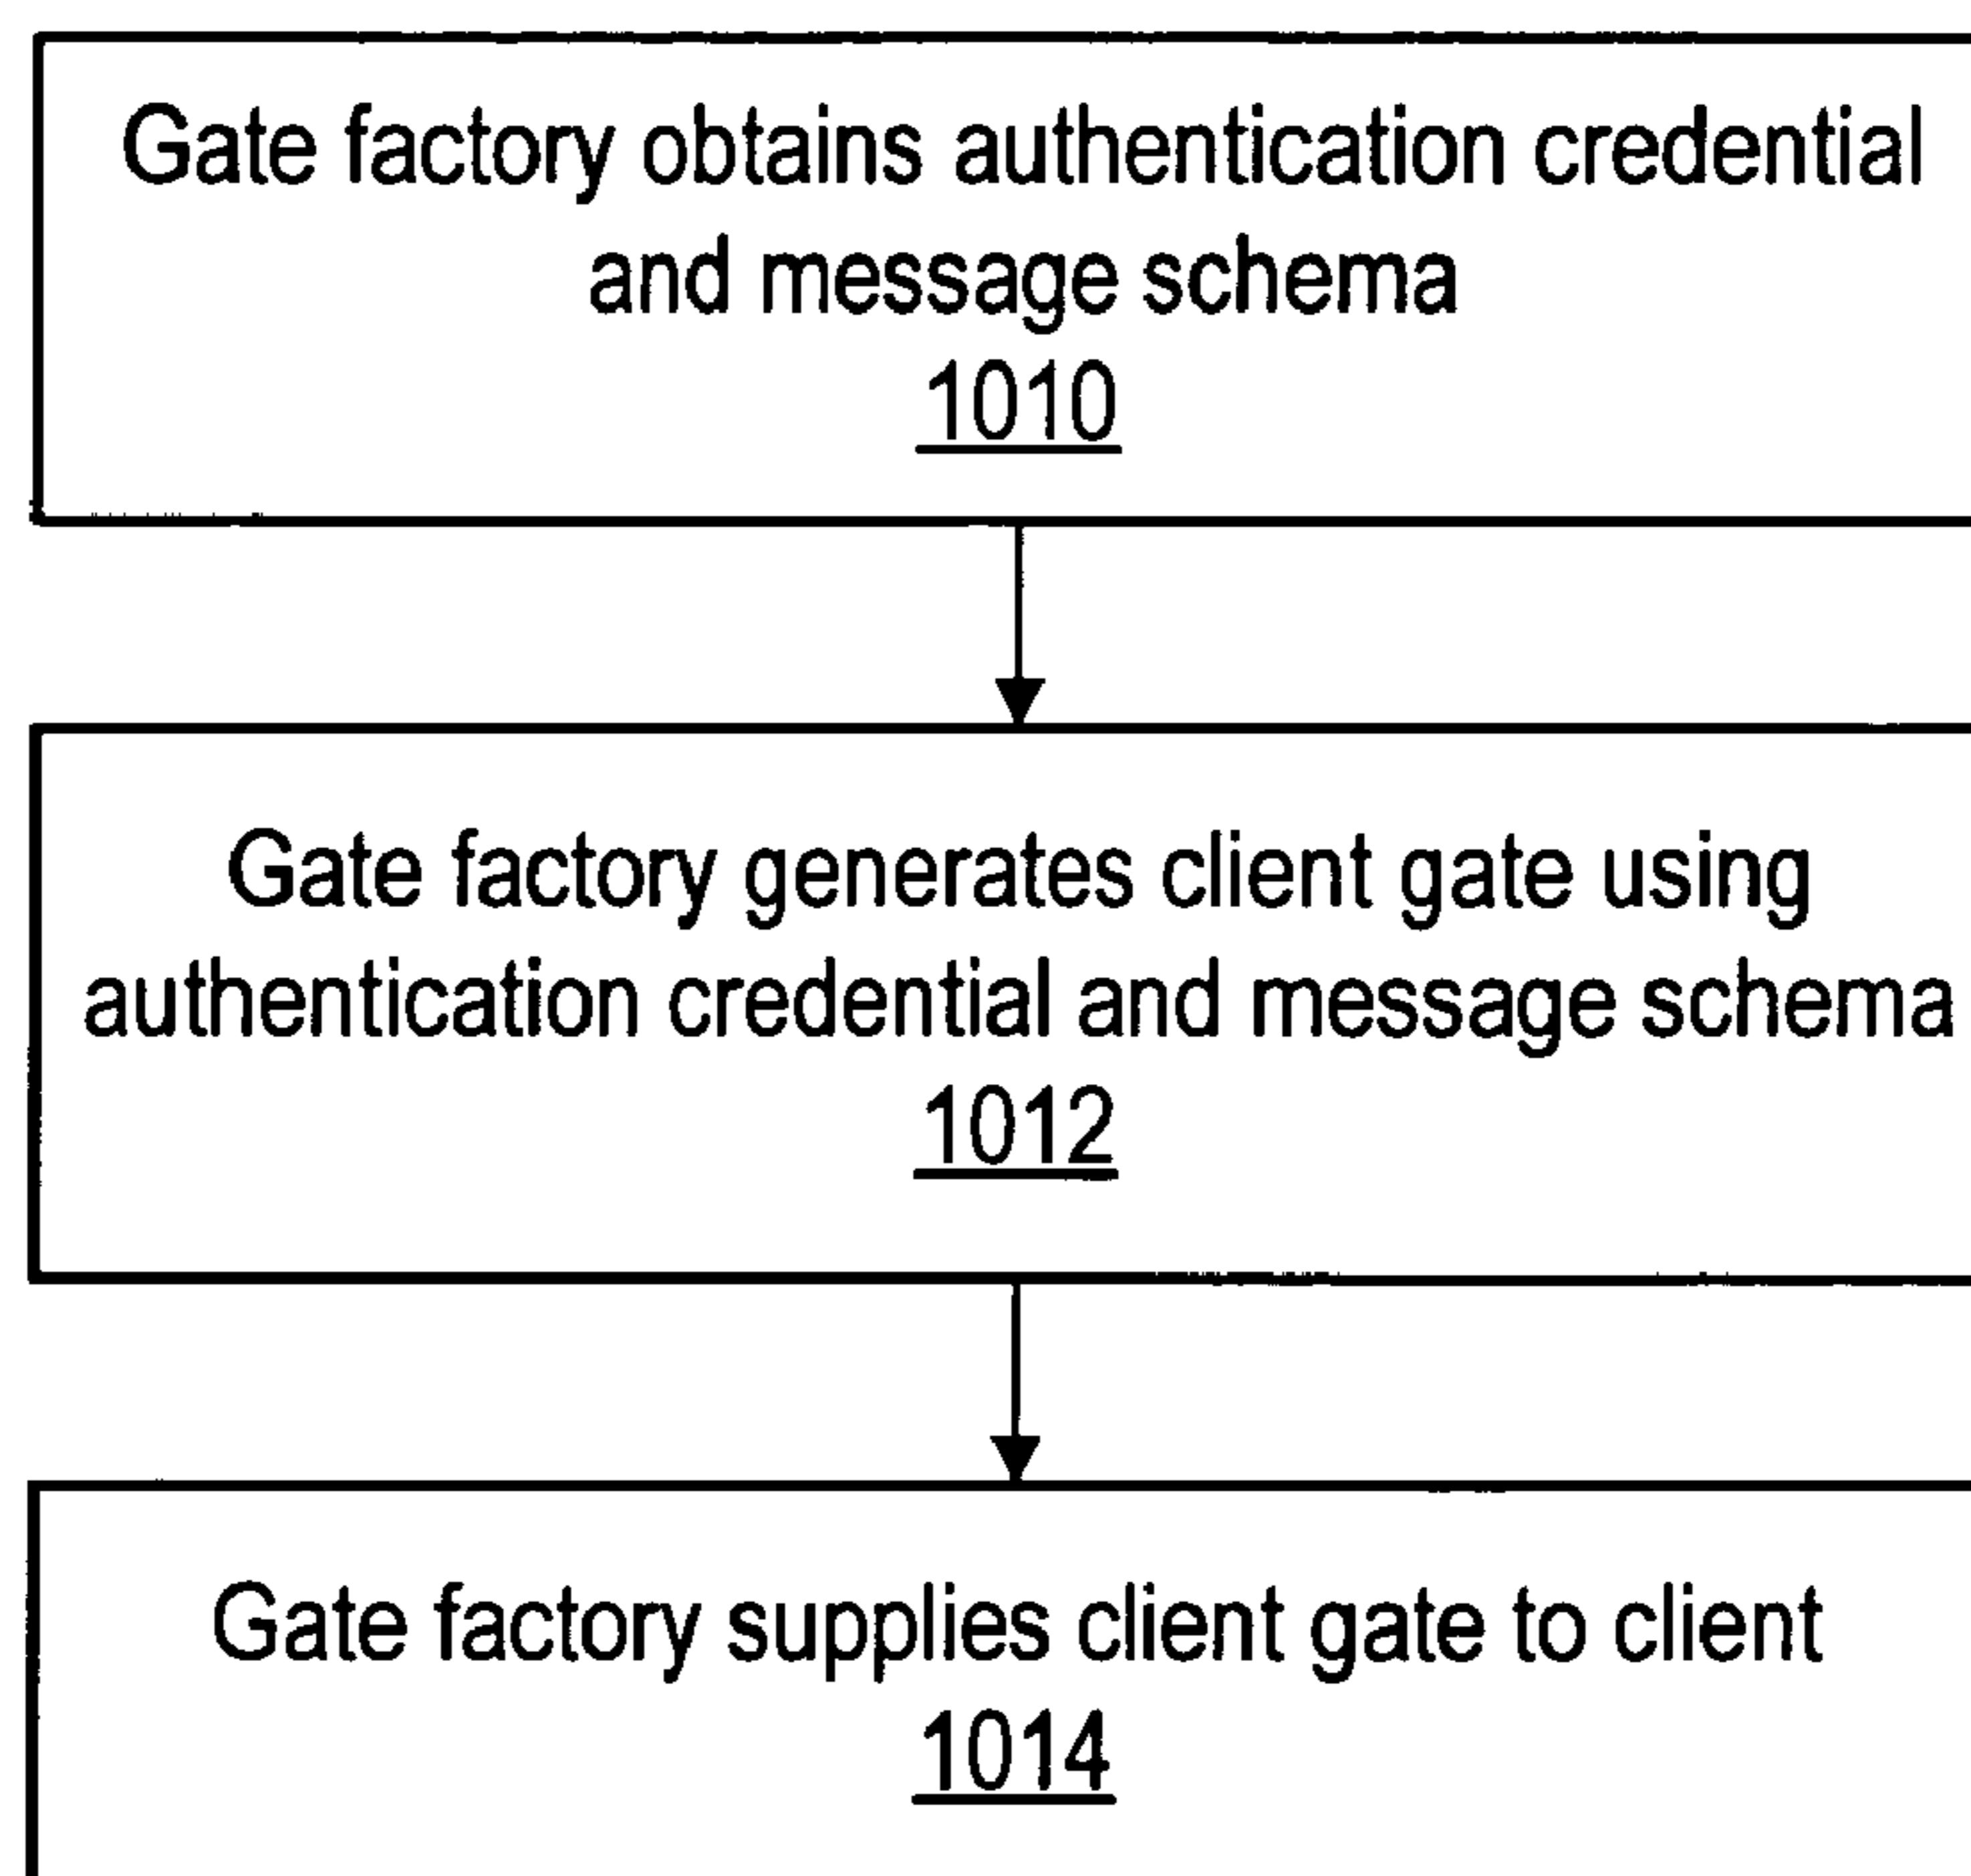 Gate factory obtains authentication credential
and message schema
1010
Gate factory generates client gate using
authentication credential and message schema
1012
Gate factory supplies client gate to client
1014